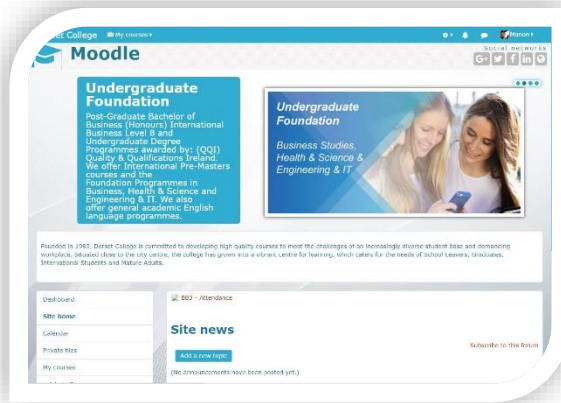 Dorset College My courses
Manon
Moodle
Social networks
Undergraduate
Foundation
Post-Graduate Bachelor of
Business (Honours) International
Business Level 8 and
Undergraduate Degree
Programmes awarded by: (QQI)
Quality & Qualifications Ireland.
We offer International Pre-Masters
courses and the
Foundation Programmes in
Business, Health & Science and
Engineering & IT. We also
offer general academic English
language programmes.
Undergraduate
Foundation
Business Studies,
Health & Science &
Engineering & IT
Founded in 1983, Dorset College is committed to developing high quality courses to meet the challenges of an increasingly diverse student base and demanding
workplace. Situated close to the city centre, the college has grown into a vibrant centre for learning, which caters for the needs of School Leavers, Graduates,
International Students and Mature Adults.
Dashboard
Site home
Calendar
Private files
My courses
- Attendance
Site news
Subscribe to this forum
Add a new topic
(No announcements have been posted yet.)